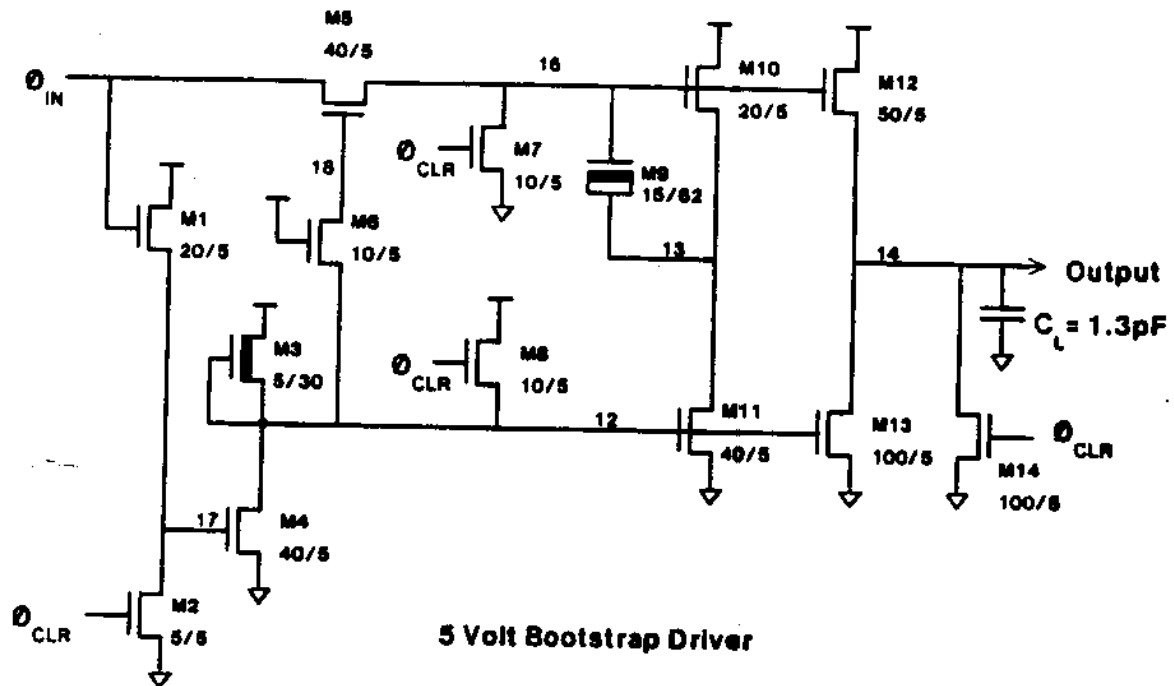 M5
40/5
Ø IN
16
M10
20/5
M12
50/5
18
Ø CLR
M7
10/5
M9
15/62
M1
20/5
M6
10/5
13
14
Output
C L = 1.3pF
M3
5/30
Ø CLR
M8
10/5
12
M11
40/5
M13
100/5
Ø CLR
M14
100/5
17
M4
40/5
Ø CLR
M2
5/5
5 Volt Bootstrap Driver